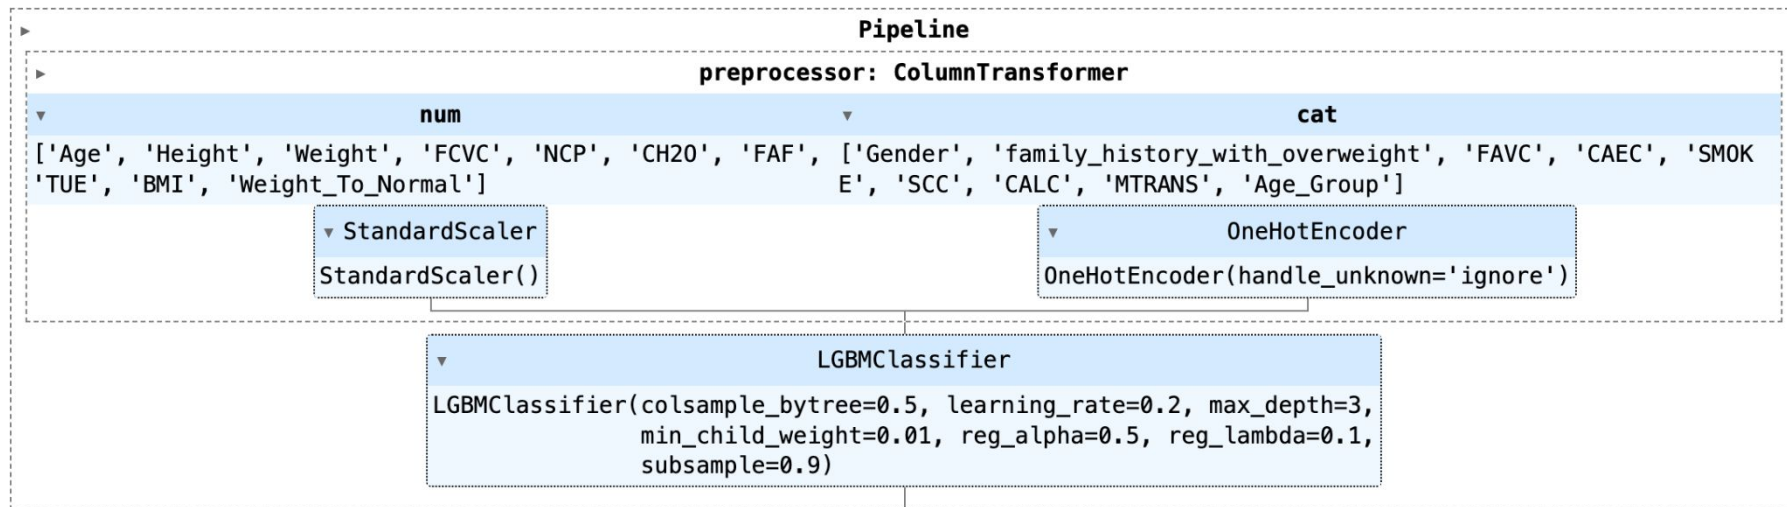 Pipeline
preprocessor: ColumnTransformer
num
['Age', 'Height', 'Weight', 'FCVC', 'NCP', 'CH2O', 'FAF',
'TUE', 'BMI', 'Weight_To_Normal']
cat
['Gender', 'family_history_with_overweight', 'FAVC', 'CAEC', 'SMOK
E', 'SCC', 'CALC', 'MTRANS', 'Age_Group']
StandardScaler
StandardScaler()
OneHotEncoder
OneHotEncoder(handle_unknown='ignore')
LGBMClassifier
LGBMClassifier(colsample_bytree=0.5, learning_rate=0.2, max_depth=3,
min_child_weight=0.01, reg_alpha=0.5, reg_lambda=0.1,
subsample=0.9)